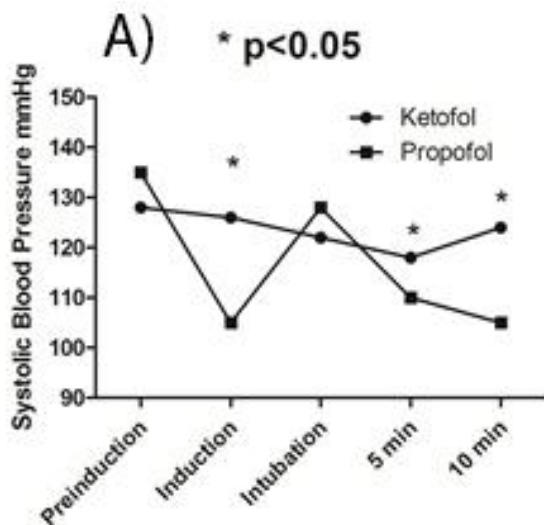 A) * p<0.05
Systolic Blood Pressure mmHg
150
140
130
120
110
100
90
Ketofol
Propofol
*
*
*
Preinduction
Induction
Intubation
5 min
10 min